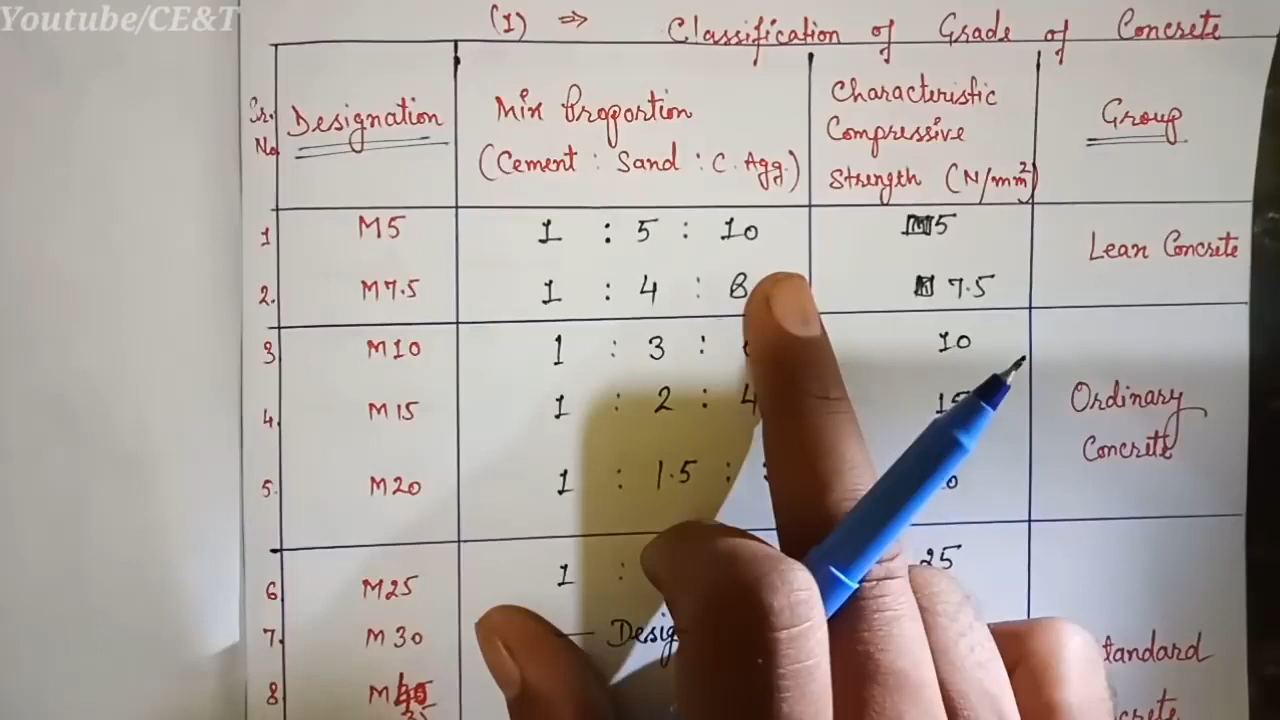 Youtube/CE&T
(1) ⇒ Classification of Grade of Concrete
Sr. No. Designation Mix Proportion (Cement : Sand : C. Agg.) Characteristic Compressive Strength (N/mm²) Group
1 M5 1 : 5 : 10 5 Lean Concrete
2. M7.5 1 : 4 : 8 7.5
3 M10 1 : 3 : 10
4. M15 1 : 2 : 4 15 Ordinary Concrete
5. M20 1 : 1.5 :
6 M25 1 : 25
7. M30 — Desig
8 M tandard